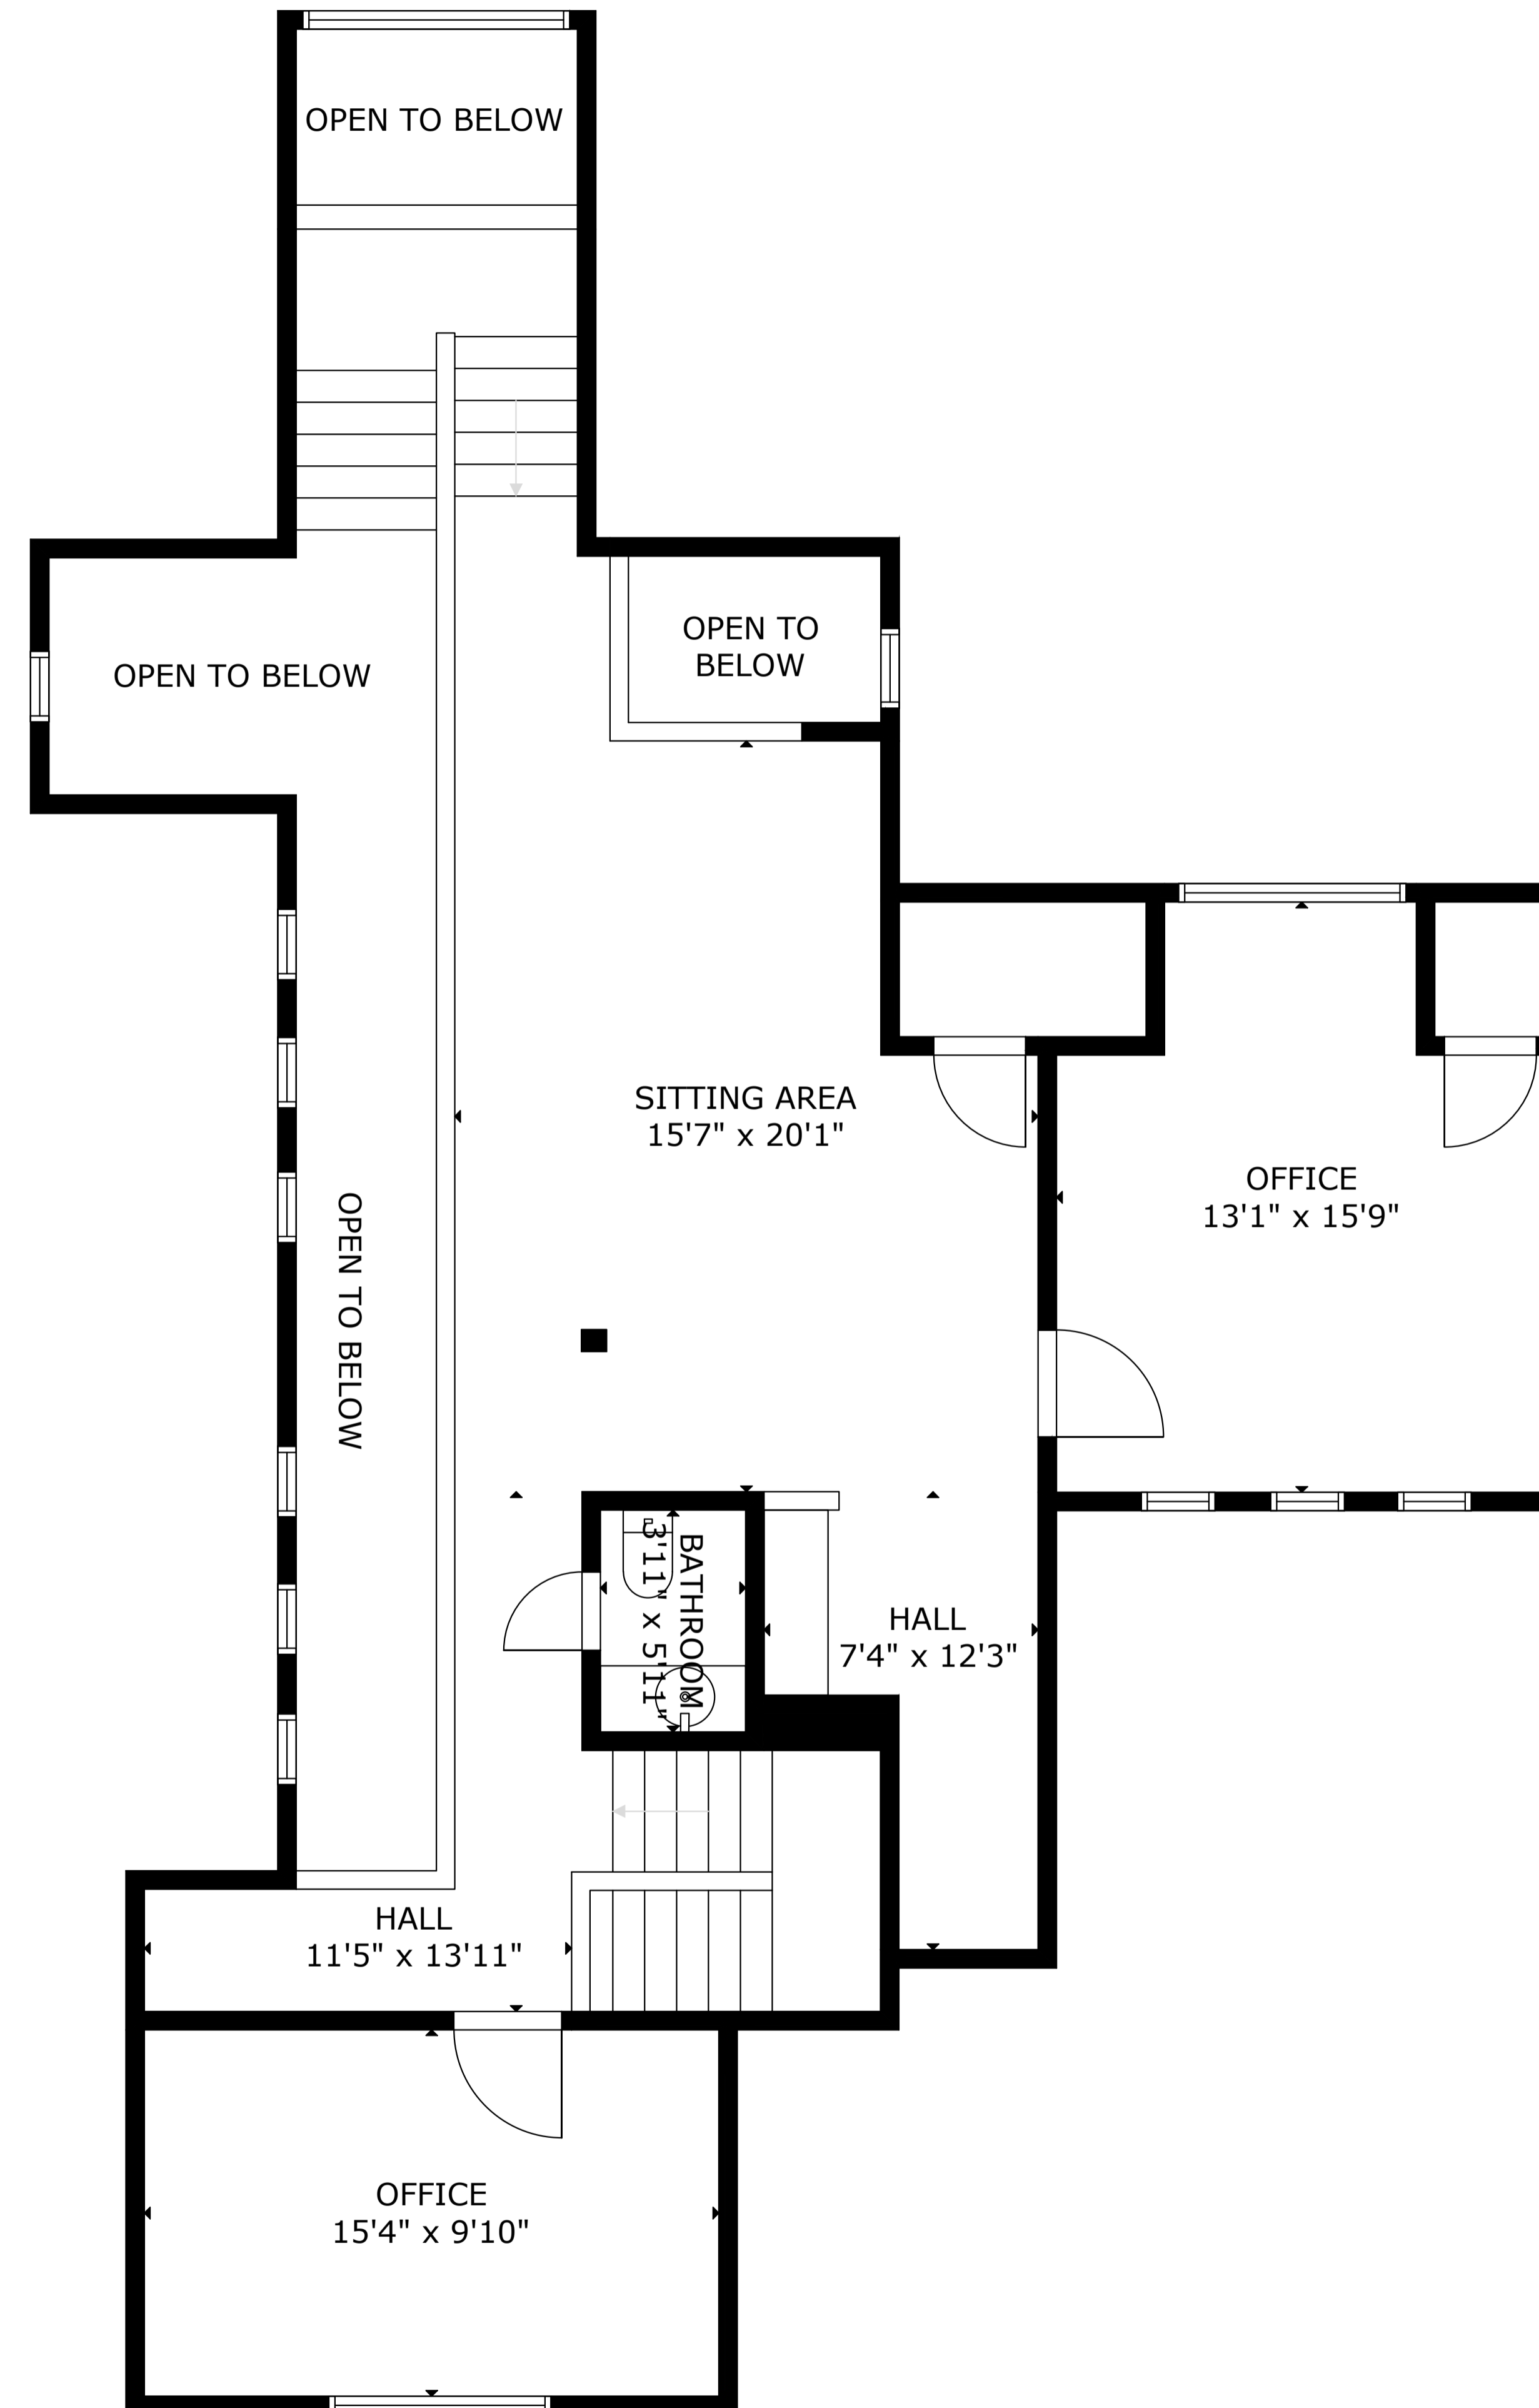 OPEN TO BELOW
OPEN TO
BELOW
OPEN TO BELOW
SITTING AREA
15'7" x 20'1"
OFFICE
13'1" x 15'9"
OPEN TO BELOW
BATHROOM
3'11" x 5'11"
HALL
7'4" x 12'3"
HALL
11'5" x 13'11"
OFFICE
15'4" x 9'10"